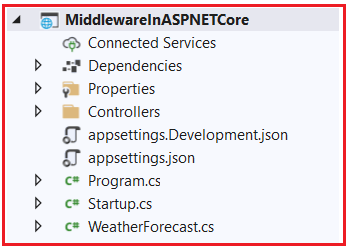 MiddlewareInASPNETCore
Connected Services
Dependencies
Properties
Controllers
appsettings.Development.json
appsettings.json
C# Program.cs
C# Startup.cs
C# WeatherForecast.cs